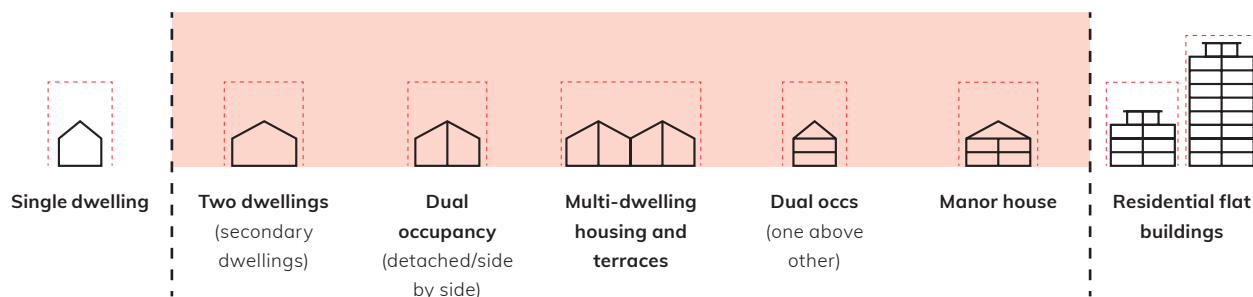 Single dwelling
Two dwellings
(secondary
dwellings)
Dual
occupancy
(detached/side
by side)
Multi-dwelling
housing and
terraces
Dual occs
(one above
other)
Manor house
Residential flat
buildings